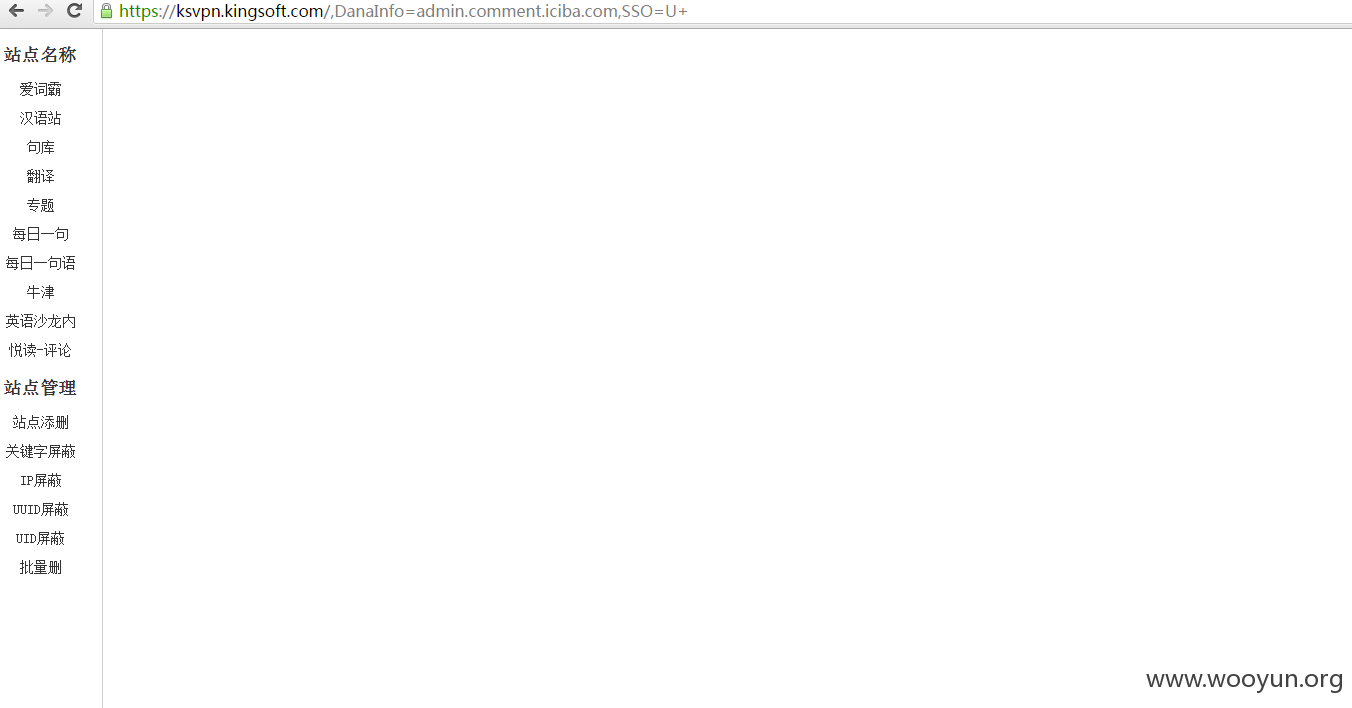 https://ksvpn.kingsoft.com/,DanaInfo=admin.comment.iciba.com,SSO=U+
站点名称
爱词霸
汉语站
句库
翻译
专题
每日一句
每日一句语
牛津
英语沙龙内
悦读-评论
站点管理
站点添删
关键字屏蔽
IP屏蔽
UUID屏蔽
UID屏蔽
批量删
www.wooyun.org